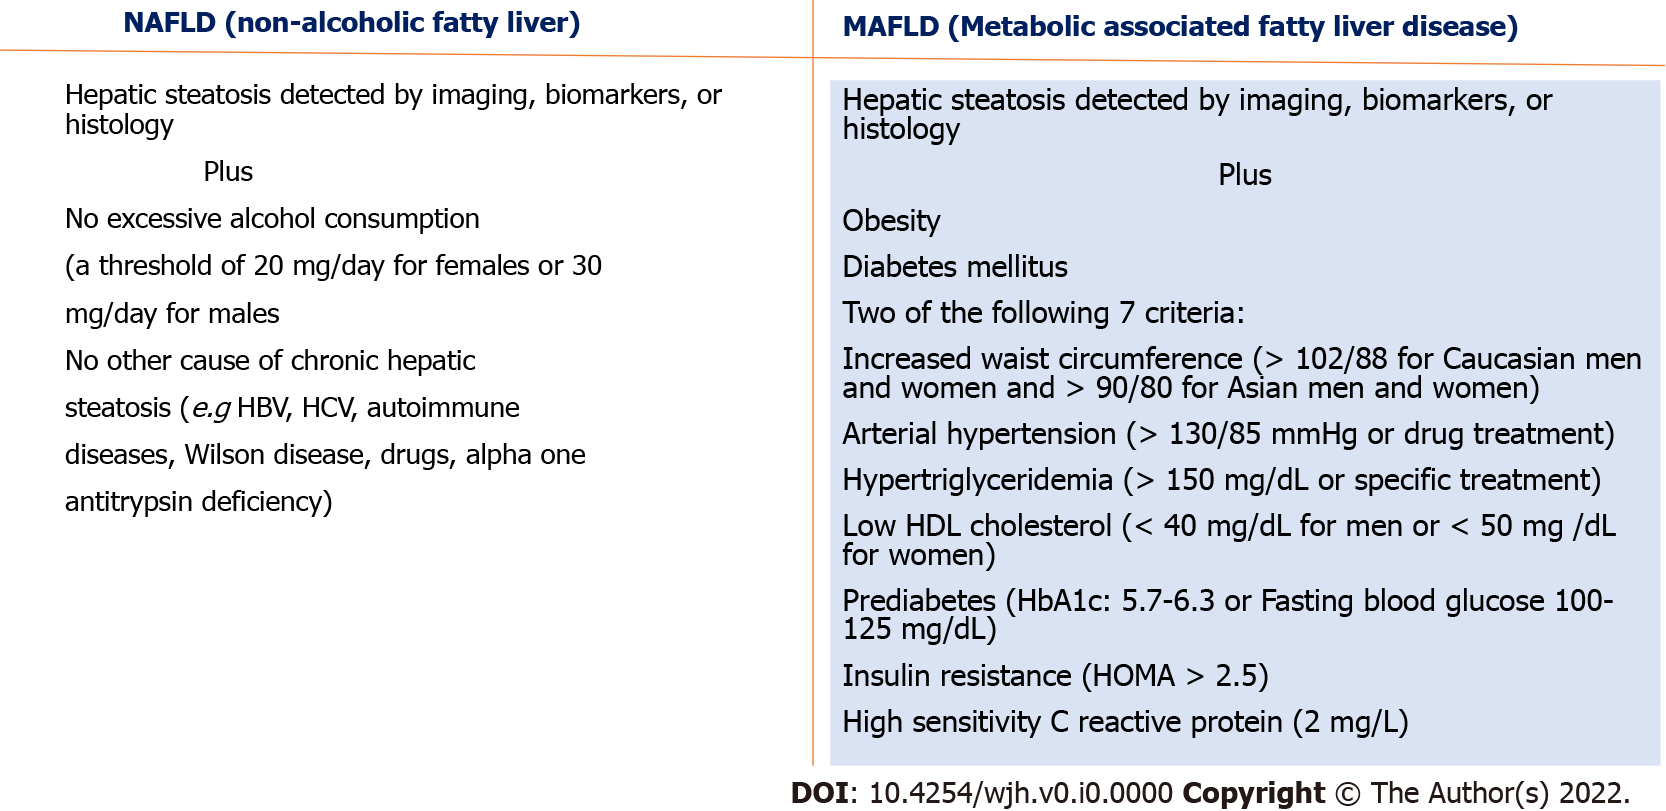 NAFLD (non-alcoholic fatty liver)
Hepatic steatosis detected by imaging, biomarkers, or
histology
Plus
No excessive alcohol consumption
(a threshold of 20 mg/day for females or 30
mg/day for males
No other cause of chronic hepatic
steatosis (e.g HBV, HCV, autoimmune
diseases, Wilson disease, drugs, alpha one
antitrypsin deficiency)
MAFLD (Metabolic associated fatty liver disease)
Hepatic steatosis detected by imaging, biomarkers, or
histology
Plus
Obesity
Diabetes mellitus
Two of the following 7 criteria:
Increased waist circumference (> 102/88 for Caucasian men
and women and > 90/80 for Asian men and women)
Arterial hypertension (> 130/85 mmHg or drug treatment)
Hypertriglyceridemia (> 150 mg/dL or specific treatment)
Low HDL cholesterol (< 40 mg/dL for men or < 50 mg /dL
for women)
Prediabetes (HbA1c: 5.7-6.3 or Fasting blood glucose 100-
125 mg/dL)
Insulin resistance (HOMA > 2.5)
High sensitivity C reactive protein (2 mg/L)
DOI: 10.4254/wjh.v0.i0.0000 Copyright © The Author(s) 2022.